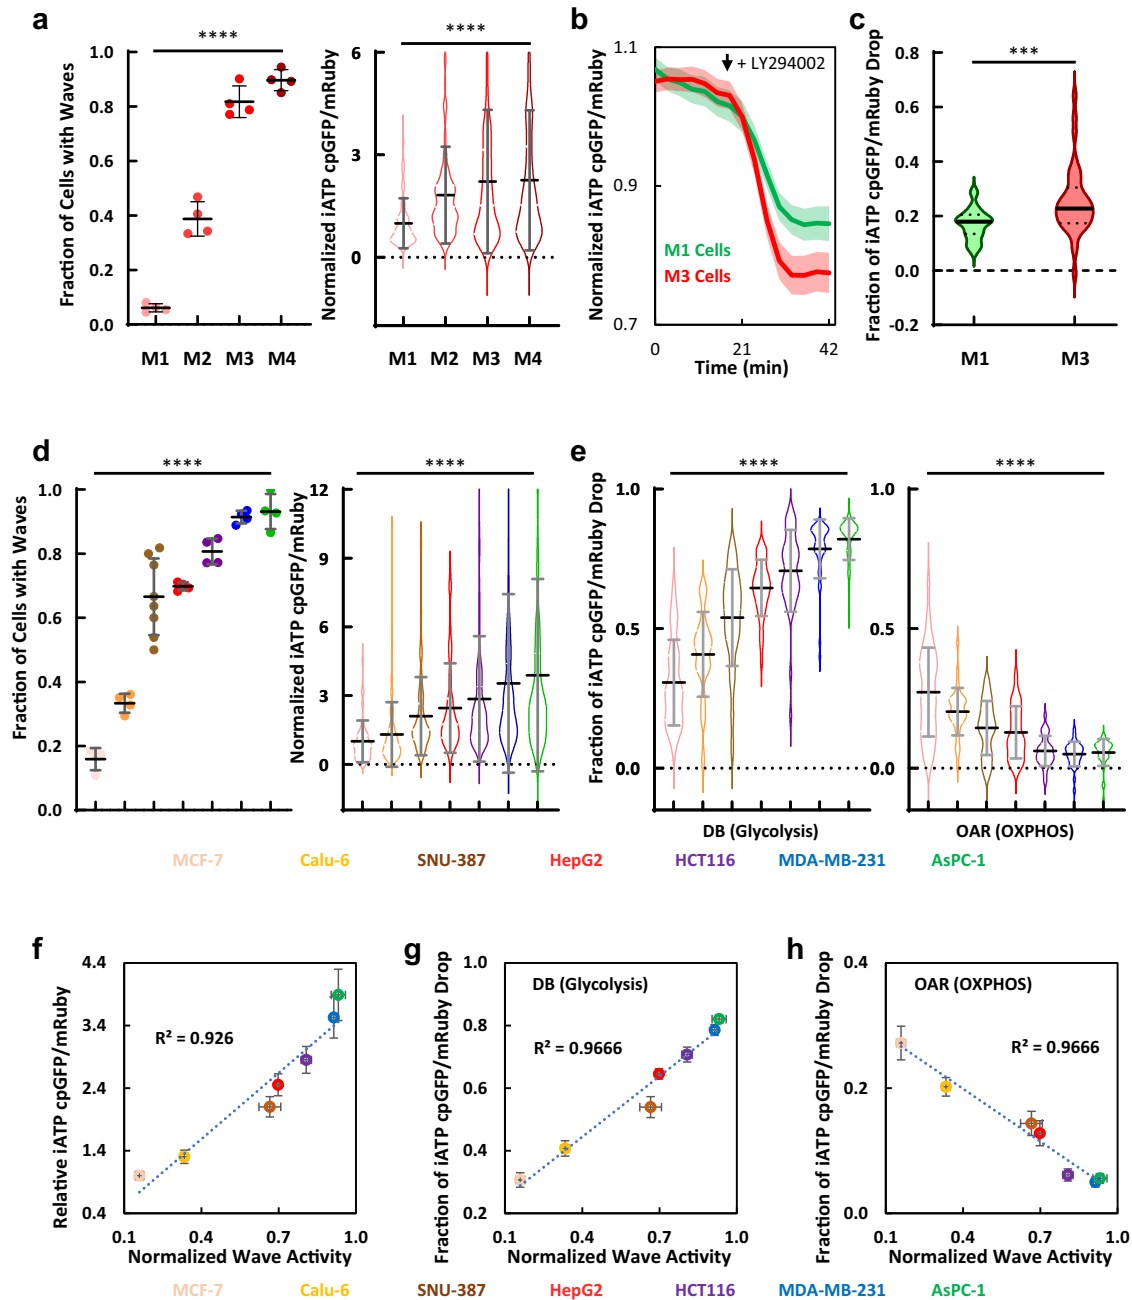 a
Fraction of Cells with Waves
1.0
0.8
0.6
0.4
0.2
0.0
****
M1 M2 M3 M4
Normalized iATP cpGFP/mRuby
6
3
0
****
M1 M2 M3 M4
b
Normalized iATP cpGFP/mRuby
1.1
0.9
0.7
+ LY294002
M1 Cells
M3 Cells
0 21 42
Time (min)
c
Fraction of iATP cpGFP/mRuby Drop
0.8
0.6
0.4
0.2
0.0
-0.2
***
M1 M3
d
Fraction of Cells with Waves
1.0
0.8
0.6
0.4
0.2
0.0
****
Normalized iATP cpGFP/mRuby
12
9
6
3
0
****
e
Fraction of iATP cpGFP/mRuby Drop
1.0
0.5
0.0
****
DB (Glycolysis)
1.0
0.5
0.0
****
OAR (OXPHOS)
MCF-7 Calu-6 SNU-387 HepG2 HCT116 MDA-MB-231 AsPC-1
f
Relative iATP cpGFP/mRuby
4.4
3.4
2.4
1.4
0.4
R² = 0.926
0.1 0.4 0.7 1.0
Normalized Wave Activity
g
Fraction of iATP cpGFP/mRuby Drop
1.0
0.8
0.6
0.4
0.2
DB (Glycolysis)
R² = 0.9666
0.1 0.4 0.7 1.0
Normalized Wave Activity
h
Fraction of iATP cpGFP/mRuby Drop
0.4
0.2
0.0
OAR (OXPHOS)
R² = 0.9666
0.1 0.4 0.7 1.0
Normalized Wave Activity
MCF-7 Calu-6 SNU-387 HepG2 HCT116 MDA-MB-231 AsPC-1